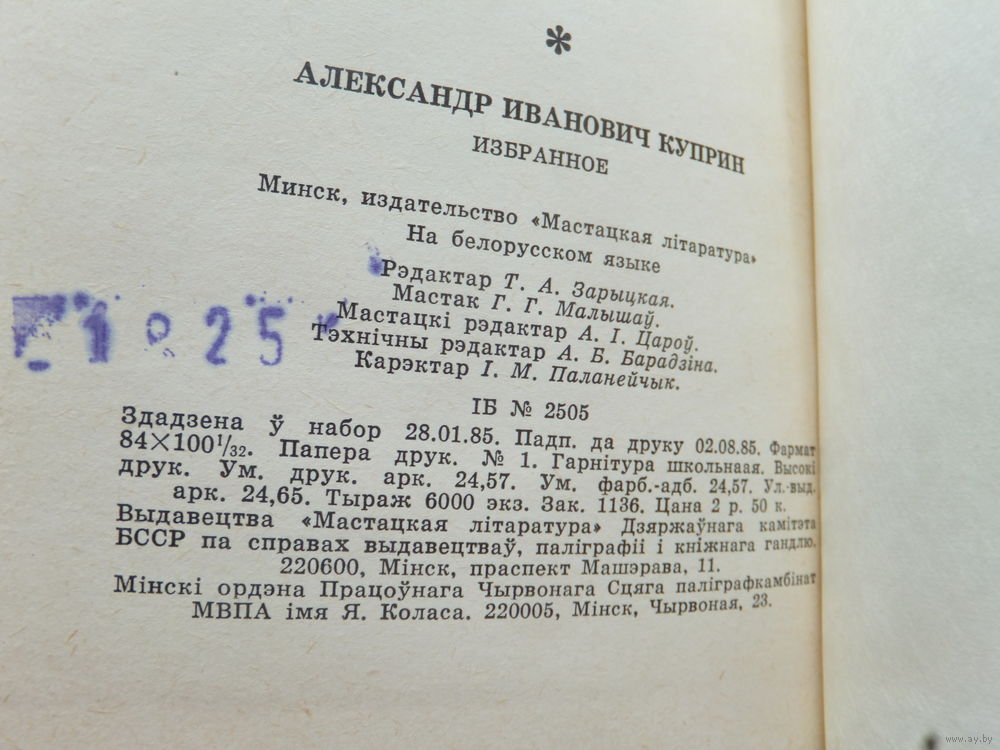 *
АЛЕКСАНДР ИВАНОВИЧ КУПРИН
ИЗБРАННОЕ
Минск, издательство «Мастацкая літаратура»
На белорусском языке
Рэдактар Т. А. Зарыцкая.
Мастак Г. Г. Малышаў.
Мастацкі рэдактар А. І. Цароў.
Тэхнічны рэдактар А. Б. Барадзіна.
Карэктар І. М. Паланейчык.
ІБ № 2505
Здадзена ў набор 28.01.85. Падп. да друку 02.08.85. Фармат
84×100¹/₃₂. Папера друк. № 1. Гарнітура школьнаая. Высокі
друк. Ум. друк. арк. 24,57. Ум. фарб.-адб. 24,57. Ул.-выд.
арк. 24,65. Тыраж 6000 экз. Зак. 1136. Цана 2 р. 50 к.
Выдавецтва «Мастацкая літаратура» Дзяржаўнага камітэта
БССР па справах выдавецтваў, паліграфіі і кніжнага гандлю.
220600, Мінск, праспект Машэрава, 11.
Мінскі ордэна Працоўнага Чырвонага Сцяга паліграфкамбінат
МВПА імя Я. Коласа. 220005, Мінск, Чырвоная, 23.
www.ay.by